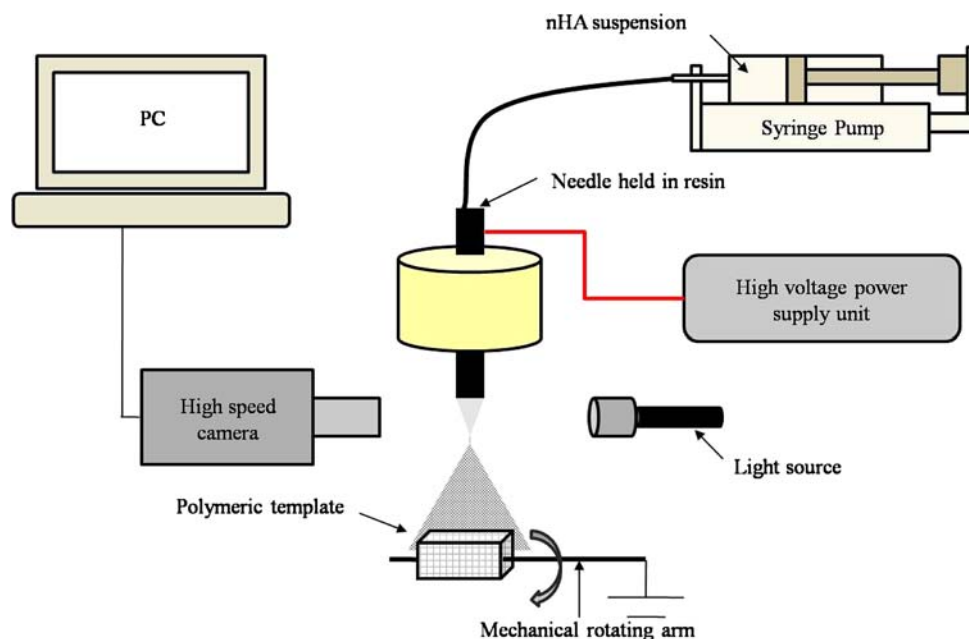 nHA suspension
PC
Syringe Pump
Needle held in resin
High voltage power
supply unit
High speed
camera
Light source
Polymeric template
Mechanical rotating arm